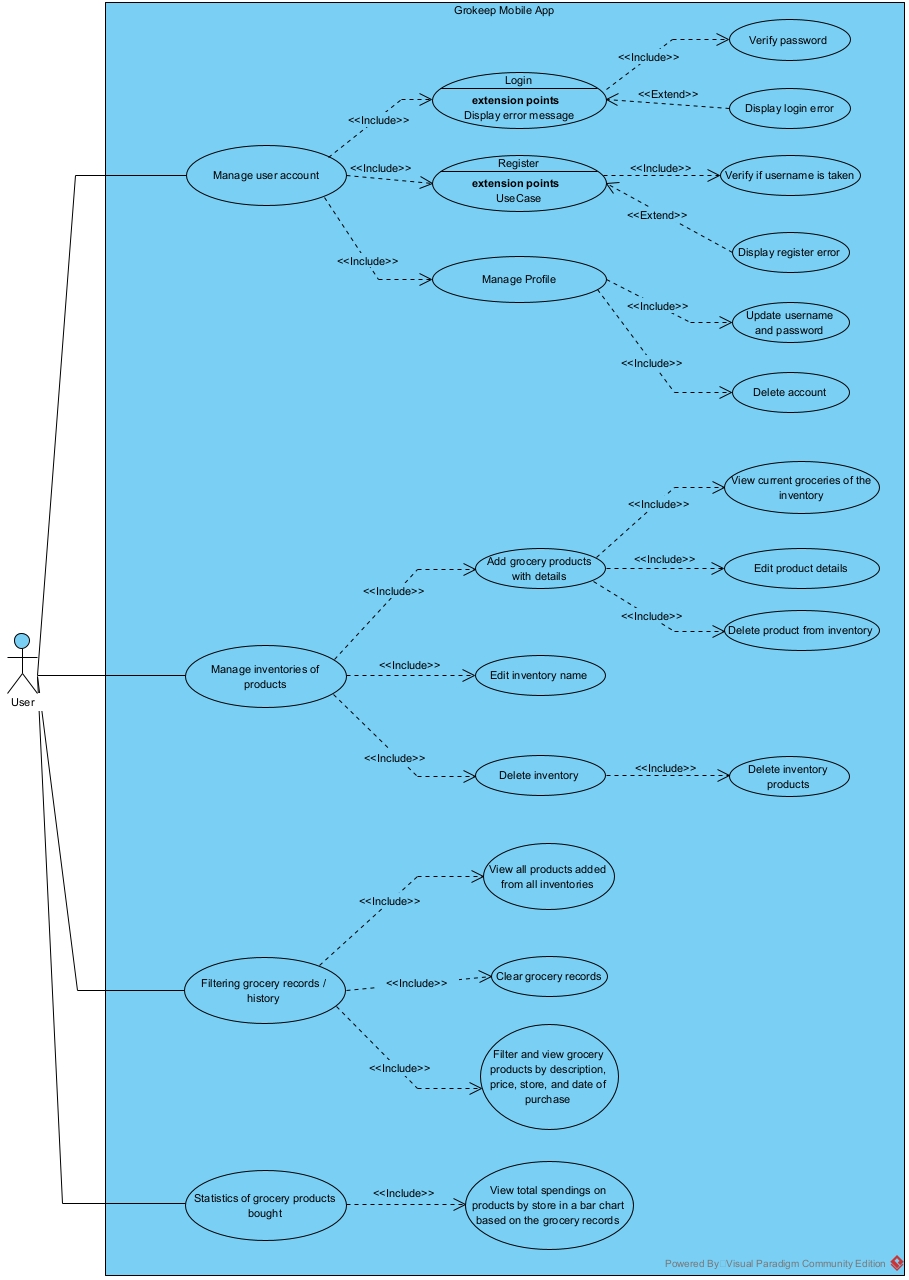 Grokeep Mobile App
Verify password
<<Include>>
Login
extension points
Display error message
<<Extend>>
Display login error
<<Include>>
Manage user account
<<Include>>
Register
extension points
UseCase
<<Include>>
Verify if username is taken
<<Extend>>
Display register error
<<Include>>
Manage Profile
<<Include>>
Update username
and password
<<Include>>
Delete account
View current groceries of the
inventory
<<Include>>
Add grocery products
with details
<<Include>>
Edit product details
<<Include>>
<<Include>>
Delete product from inventory
User
Manage inventories of
products
<<Include>>
Edit inventory name
<<Include>>
Delete inventory
<<Include>>
Delete inventory
products
View all products added
from all inventories
<<Include>>
Filtering grocery records /
history
<<Include>>
Clear grocery records
<<Include>>
Filter and view grocery
products by description,
price, store, and date of
purchase
Statistics of grocery products
bought
<<Include>>
View total spendings on
products by store in a bar chart
based on the grocery records
Powered By: Visual Paradigm Community Edition